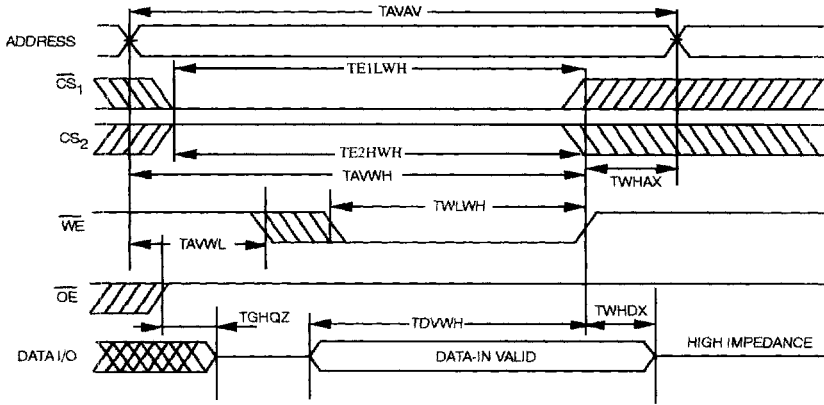 TAVAV
ADDRESS
TE1LWH
CS1
CS2
TE2HWH
TAVWH
TWHAX
TWLWH
WE
TAVWL
OE
TGHQZ
TDVWH
TWHDX
DATA I/O
DATA-IN VALID
HIGH IMPEDANCE